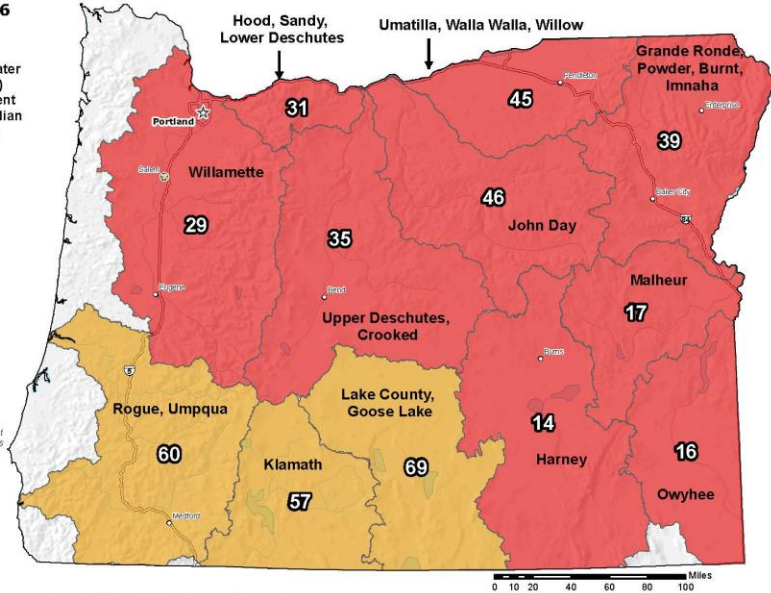 6
ater
)
ent
lian
Hood, Sandy,
Lower Deschutes
Umatilla, Walla Walla, Willow
Grande Ronde,
Powder, Burnt,
Imnaha
Pendleton
Enterprise
31
45
39
Portland
Salem
Willamette
29
35
46
John Day
Baker City
84
Eugene
Bend
Upper Deschutes,
Crooked
Malheur
17
Burns
5
Rogue, Umpqua
60
Lake County,
Goose Lake
69
Klamath
57
14
Harney
16
Owyhee
Medford
t
s
Miles
0 10 20 40 60 80 100